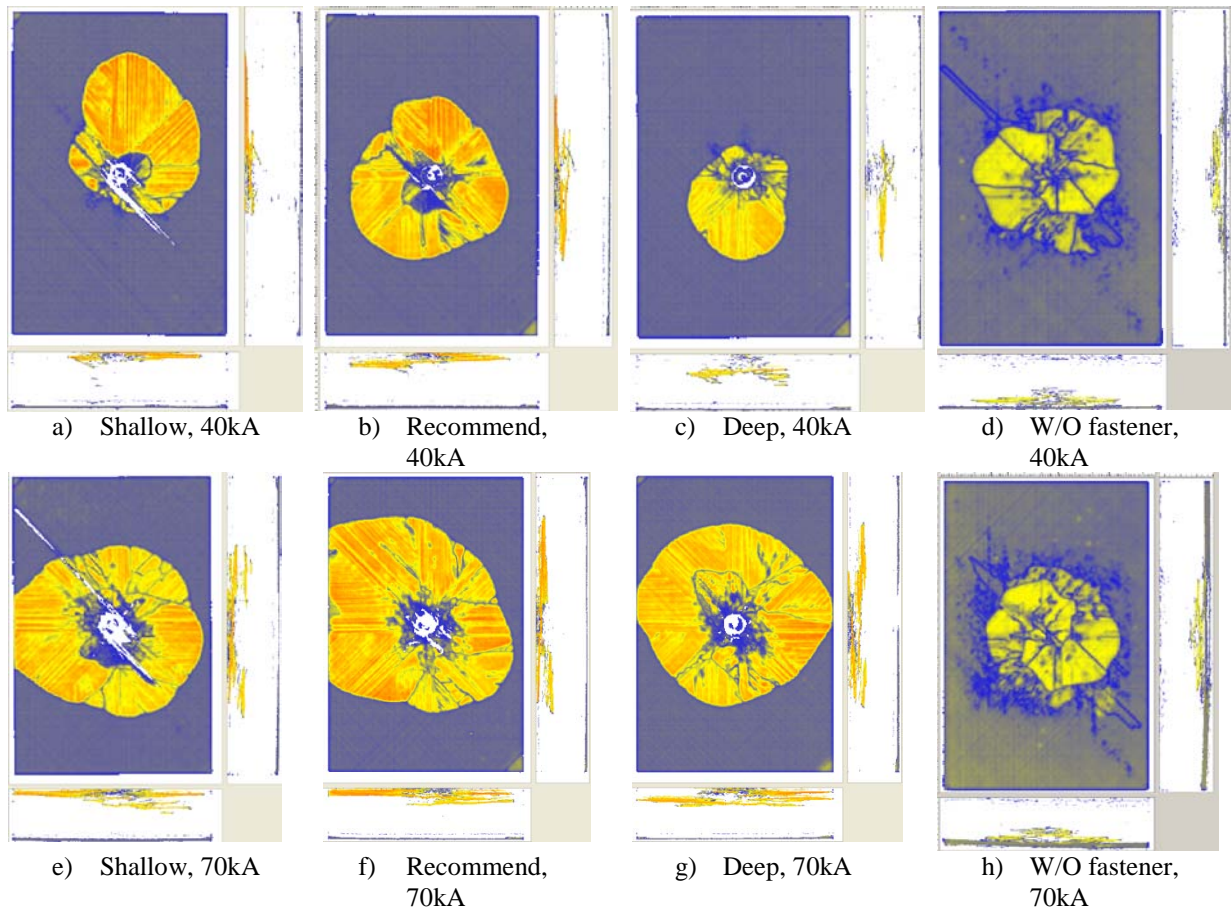 a) Shallow, 40kA
b) Recommend,
40kA
c) Deep, 40kA
d) W/O fastener,
40kA
e) Shallow, 70kA
f) Recommend,
70kA
g) Deep, 70kA
h) W/O fastener,
70kA